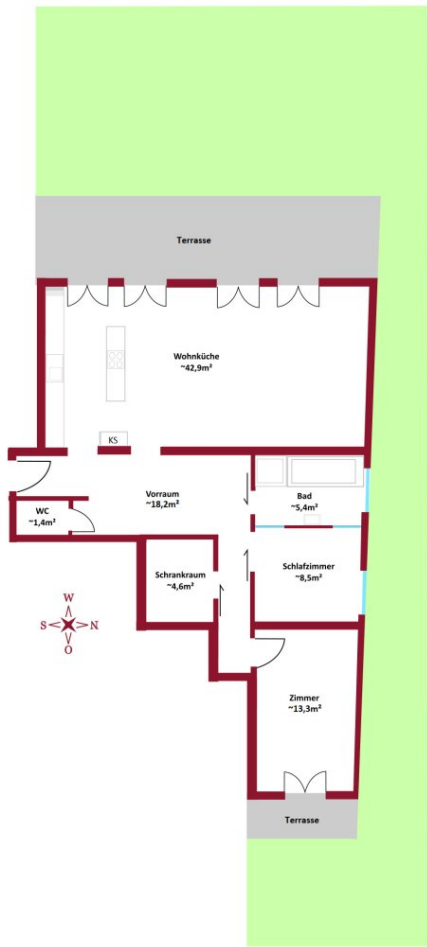 Terrasse
Wohnküche
~42,9m²
KS
Vorraum
~18,2m²
Bad
~5,4m²
WC
~1,4m²
Schrankraum
~4,6m²
Schlafzimmer
~8,5m²
W
S
N
O
Zimmer
~13,3m²
Terrasse